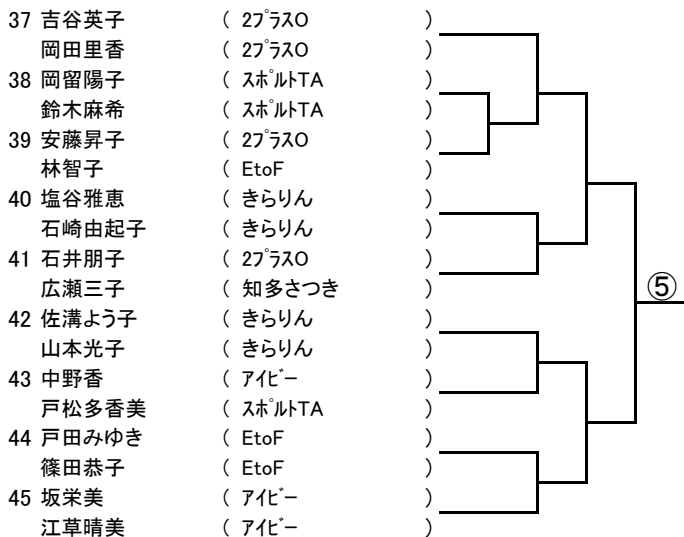 37 吉谷英子 ( 2プラスO )
岡田里香 ( 2プラスO )
38 岡留陽子 ( スポルトTA )
鈴木麻希 ( スポルトTA )
39 安藤昇子 ( 2プラスO )
林智子 ( EtoF )
40 塩谷雅恵 ( きらりん )
石崎由起子 ( きらりん )
41 石井朋子 ( 2プラスO )
広瀬三子 ( 知多さつき )
⑤
42 佐溝よう子 ( きらりん )
山本光子 ( きらりん )
43 中野香 ( アイビー )
戸松多香美 ( スポルトTA )
44 戸田みゆき ( EtoF )
篠田恭子 ( EtoF )
45 坂栄美 ( アイビー )
江草晴美 ( アイビー )